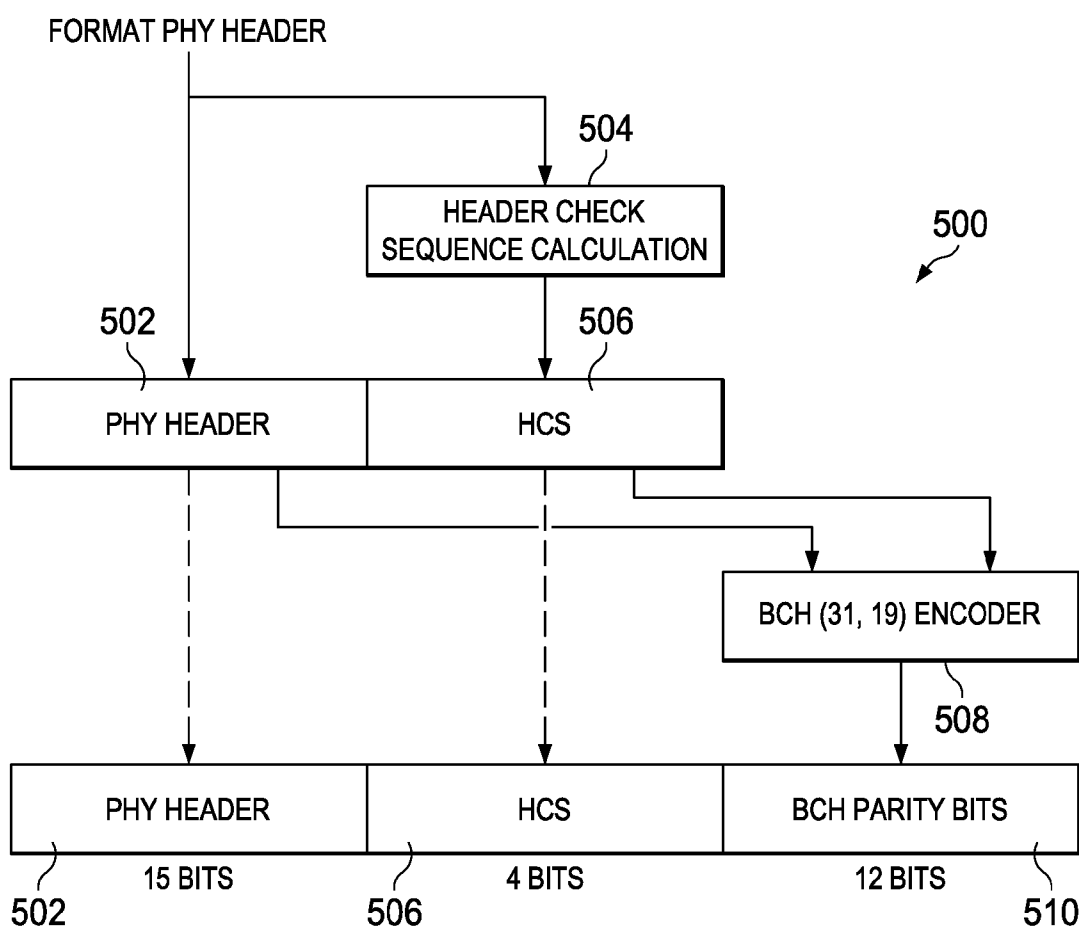 FORMAT PHY HEADER
504
HEADER CHECK
SEQUENCE CALCULATION
500
502
506
PHY HEADER
HCS
BCH (31, 19) ENCODER
508
PHY HEADER
HCS
BCH PARITY BITS
15 BITS
4 BITS
12 BITS
502
506
510